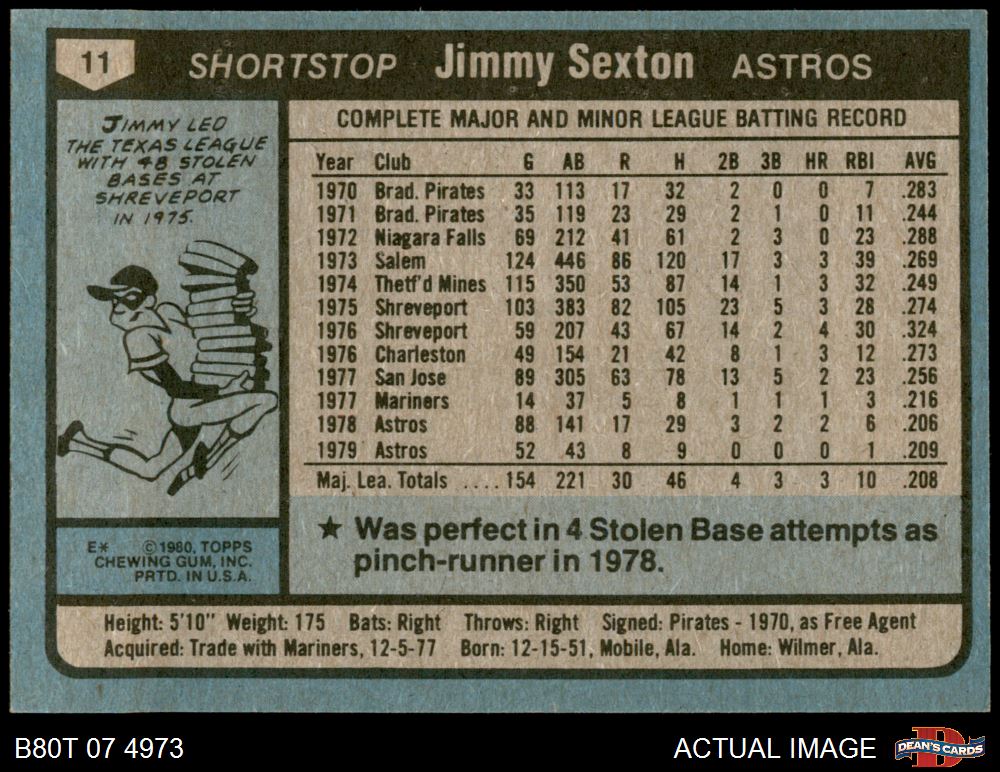 11 SHORTSTOP Jimmy Sexton ASTROS
JIMMY LED
THE TEXAS LEAGUE
WITH 48 STOLEN
BASES AT
SHREVEPORT
IN 1975.
COMPLETE MAJOR AND MINOR LEAGUE BATTING RECORD
Year Club G AB R H 2B 3B HR RBI AVG
1970 Brad. Pirates 33 113 17 32 2 0 0 7 .283
1971 Brad. Pirates 35 119 23 29 2 1 0 11 .244
1972 Niagara Falls 69 212 41 61 2 3 0 23 .288
1973 Salem 124 446 86 120 17 3 3 39 .269
1974 Thetf'd Mines 115 350 53 87 14 1 3 32 .249
1975 Shreveport 103 383 82 105 23 5 3 28 .274
1976 Shreveport 59 207 43 67 14 2 4 30 .324
1976 Charleston 49 154 21 42 8 1 3 12 .273
1977 San Jose 89 305 63 78 13 5 2 23 .256
1977 Mariners 14 37 5 8 1 1 1 3 .216
1978 Astros 88 141 17 29 3 2 2 6 .206
1979 Astros 52 43 8 9 0 0 0 1 .209
Maj. Lea. Totals .... 154 221 30 46 4 3 3 10 .208
★ Was perfect in 4 Stolen Base attempts as
pinch-runner in 1978.
E* © 1980, TOPPS
CHEWING GUM, INC.
PRTD. IN U.S.A.
Height: 5'10" Weight: 175 Bats: Right Throws: Right Signed: Pirates - 1970, as Free Agent
Acquired: Trade with Mariners, 12-5-77 Born: 12-15-51, Mobile, Ala. Home: Wilmer, Ala.
B80T 07 4973 ACTUAL IMAGE D DEAN'S CARDS